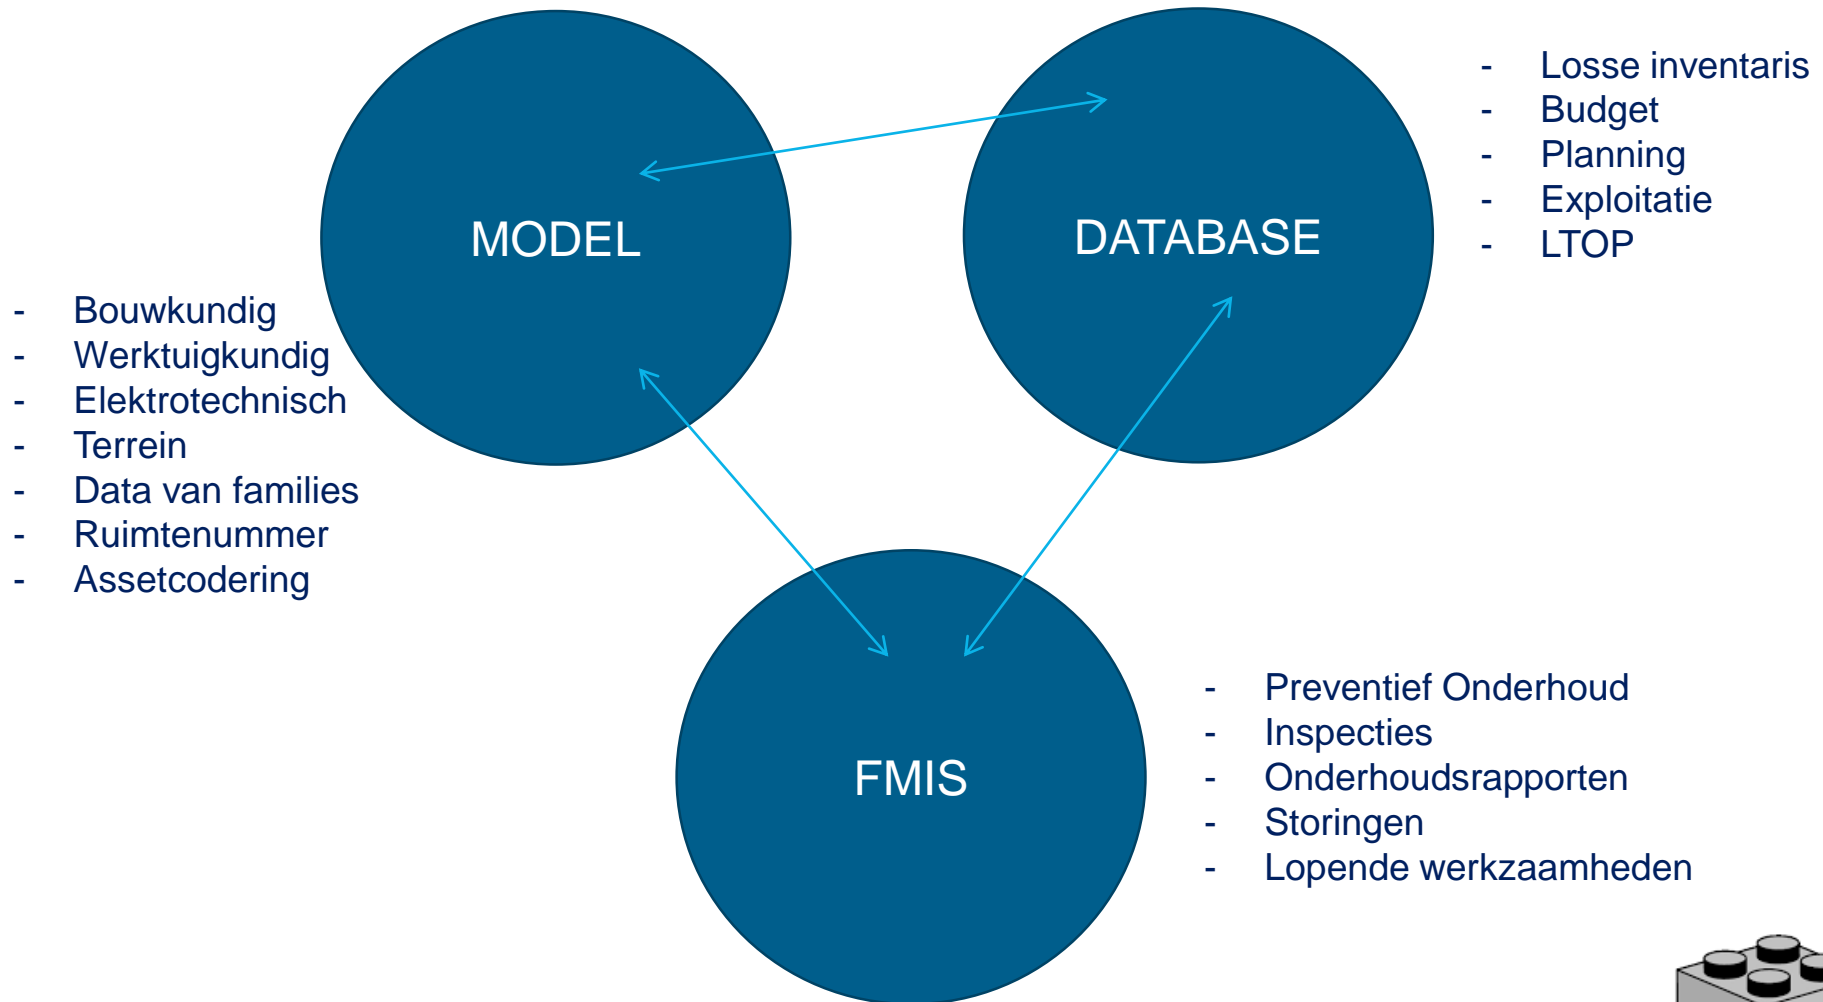 MODEL
DATABASE
- Losse inventaris
- Budget
- Planning
- Exploitatie
- LTOP
- Bouwkundig
- Werktuigkundig
- Elektrotechnisch
- Terrein
- Data van families
- Ruimtenummer
- Assetcodering
FMIS
- Preventief Onderhoud
- Inspecties
- Onderhoudsrapporten
- Storingen
- Lopende werkzaamheden